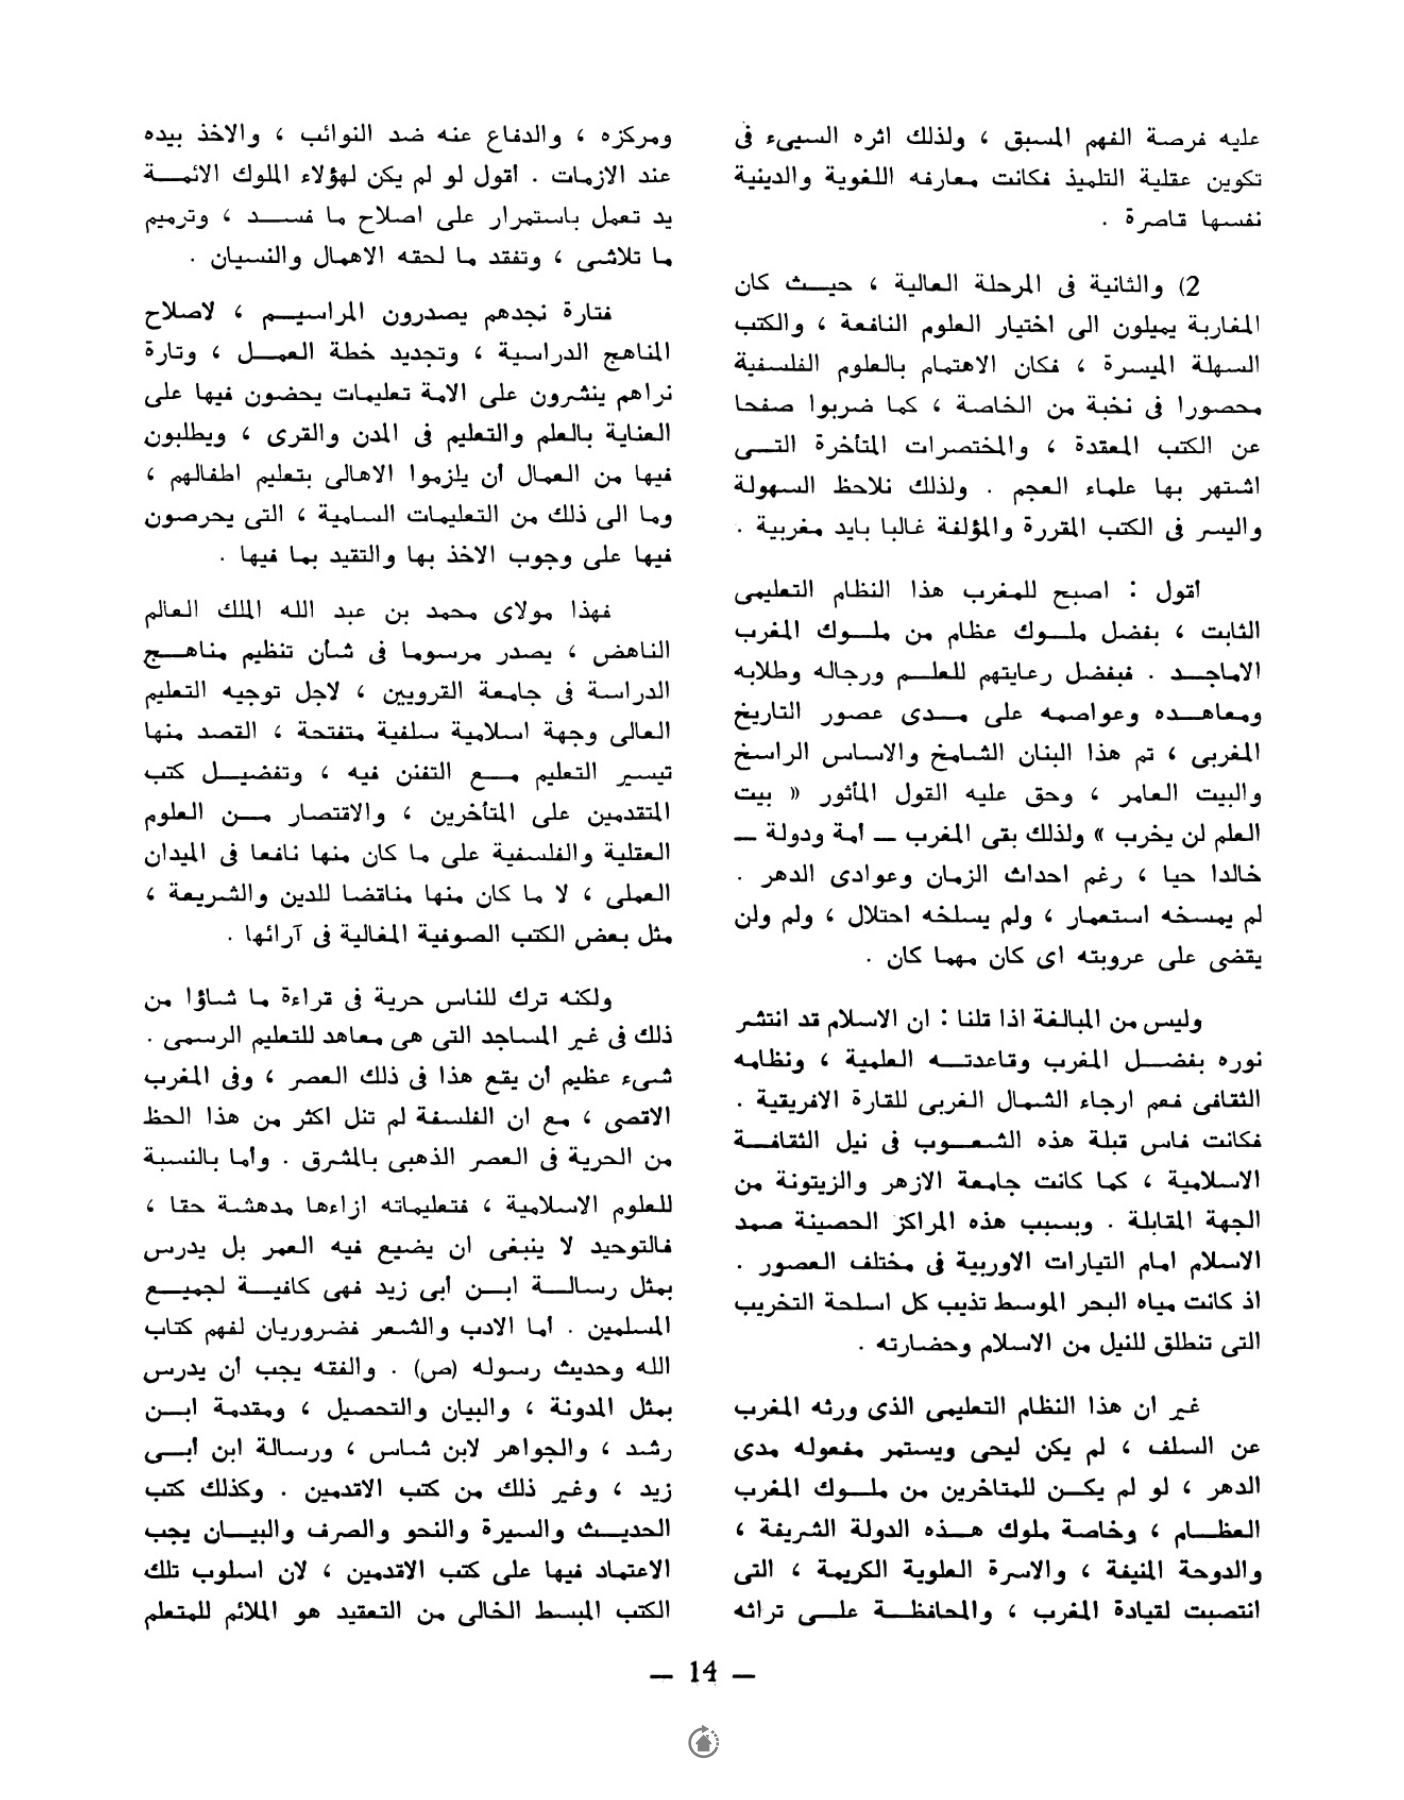 عليه فرصة الفهم المسبق ، ولذلك اثره السيىء فى
تكوين عقلية التلميذ فكانت معارفه اللغوية والدينية
نفسها قاصرة .
2) والثانية فى المرحلة العالية ، حيث كان
المغاربة يميلون الى اختيار العلوم النافعة ، والكتب
السهلة الميسرة ، فكان الاهتمام بالعلوم الفلسفية
محصورا فى نخبة من الخاصة ، كما ضربوا صفحا
عن الكتب المعقدة ، والمختصرات المتأخرة التى
اشتهر بها علماء العجم . ولذلك نلاحظ السهولة
واليسر فى الكتب المقررة والمؤلفة غالبا بايد مغربية .
أقول : اصبح للمغرب هذا النظام التعليمى
الثابت ، بفضل ملوك عظام من ملوك المغرب
الاماجد . فبفضل رعايتهم للعلم ورجاله وطلابه
ومعاهده وعواصمه على مدى عصور التاريخ
المغربى ، تم هذا البنان الشامخ والاساس الراسخ
والبيت العامر ، وحق عليه القول المأثور « بيت
العلم لن يخرب » ولذلك بقى المغرب — أمة ودولة —
خالدا حيا ، رغم احداث الزمان وعوادى الدهر .
لم يمسخه استعمار ، ولم يسلخه احتلال ، ولم ولن
يقضى على عروبته اى كان مهما كان .
وليس من المبالغة اذا قلنا : ان الاسلام قد انتشر
نوره بفضل المغرب وقاعدته العلمية ، ونظامه
الثقافى فعم ارجاء الشمال الغربى للقارة الافريقية .
فكانت فاس قبلة هذه الشعوب فى نيل الثقافة
الاسلامية ، كما كانت جامعة الازهر والزيتونة من
الجهة المقابلة . وبسبب هذه المراكز الحصينة صمد
الاسلام امام التيارات الاوربية فى مختلف العصور .
اذ كانت مياه البحر الموسط تذيب كل اسلحة التخريب
التى تنطلق للنيل من الاسلام وحضارته .
غير ان هذا النظام التعليمى الذى ورثه المغرب
عن السلف ، لم يكن ليحى ويستمر مفعوله مدى
الدهر ، لو لم يكن للمتاخرين من ملوك المغرب
العظام ، وخاصة ملوك هذه الدولة الشريفة ،
والدوحة المنيفة ، والاسرة العلوية الكريمة ، التى
انتصبت لقيادة المغرب ، والمحافظة على تراثه
ومركزه ، والدفاع عنه ضد النوائب ، والاخذ بيده
عند الازمات . أقول لو لم يكن لهؤلاء الملوك الائمة
يد تعمل باستمرار على اصلاح ما فسد ، وترميم
ما تلاشى ، وتفقد ما لحقه الاهمال والنسيان .
فتارة نجدهم يصدرون المراسيم ، لاصلاح
المناهج الدراسية ، وتجديد خطة العمل ، وتارة
نراهم ينشرون على الامة تعليمات يحضون فيها على
العناية بالعلم والتعليم فى المدن والقرى ، ويطلبون
فيها من العمال أن يلزموا الاهالى بتعليم اطفالهم ،
وما الى ذلك من التعليمات السامية ، التى يحرصون
فيها على وجوب الاخذ بها والتقيد بما فيها .
فهذا مولاى محمد بن عبد الله الملك العالم
الناهض ، يصدر مرسوما فى شأن تنظيم مناهج
الدراسة فى جامعة القرويين ، لاجل توجيه التعليم
العالى وجهة اسلامية سلفية متفتحة ، القصد منها
تيسير التعليم مع التفنن فيه ، وتفضيل كتب
المتقدمين على المتأخرين ، والاقتصار من العلوم
العقلية والفلسفية على ما كان منها نافعا فى الميدان
العملى ، لا ما كان منها مناقضا للدين والشريعة ،
مثل بعض الكتب الصوفية المغالية فى آرائها .
ولكنه ترك للناس حرية فى قراءة ما شاؤا من
ذلك فى غير المساجد التى هى معاهد للتعليم الرسمى .
شىء عظيم أن يقع هذا فى ذلك العصر ، وفى المغرب
الاقصى ، مع ان الفلسفة لم تنل اكثر من هذا الحظ
من الحرية فى العصر الذهبى بالمشرق . وأما بالنسبة
للعلوم الاسلامية ، فتعليماته ازاءها مدهشة حقا ،
فالتوحيد لا ينبغى ان يضيع فيه العمر بل يدرس
بمثل رسالة ابن أبى زيد فهى كافية لجميع
المسلمين . أما الادب والشعر فضروريان لفهم كتاب
الله وحديث رسوله (ص) . والفقه يجب أن يدرس
بمثل المدونة ، والبيان والتحصيل ، ومقدمة ابن
رشد ، والجواهر لابن شاس ، ورسالة ابن أبى
زيد ، وغير ذلك من كتب الاقدمين . وكذلك كتب
الحديث والسيرة والنحو والصرف والبيان يجب
الاعتماد فيها على كتب الاقدمين ، لان اسلوب تلك
الكتب المبسط الخالى من التعقيد هو الملائم للمتعلم
— 14 —